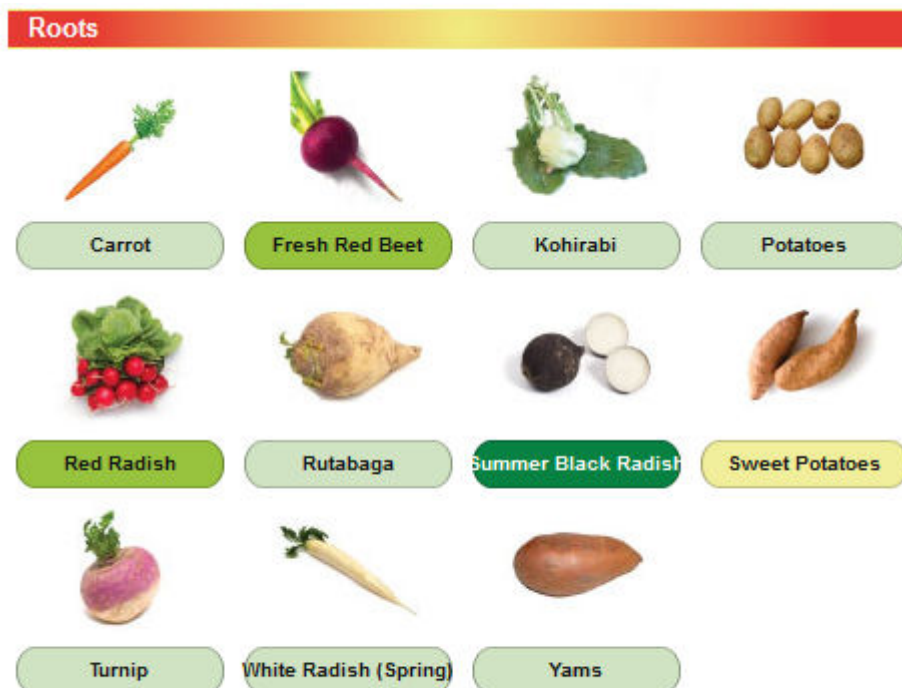 Roots
Carrot
Fresh Red Beet
Kohirabi
Potatoes
Red Radish
Rutabaga
Summer Black Radish
Sweet Potatoes
Turnip
White Radish (Spring)
Yams